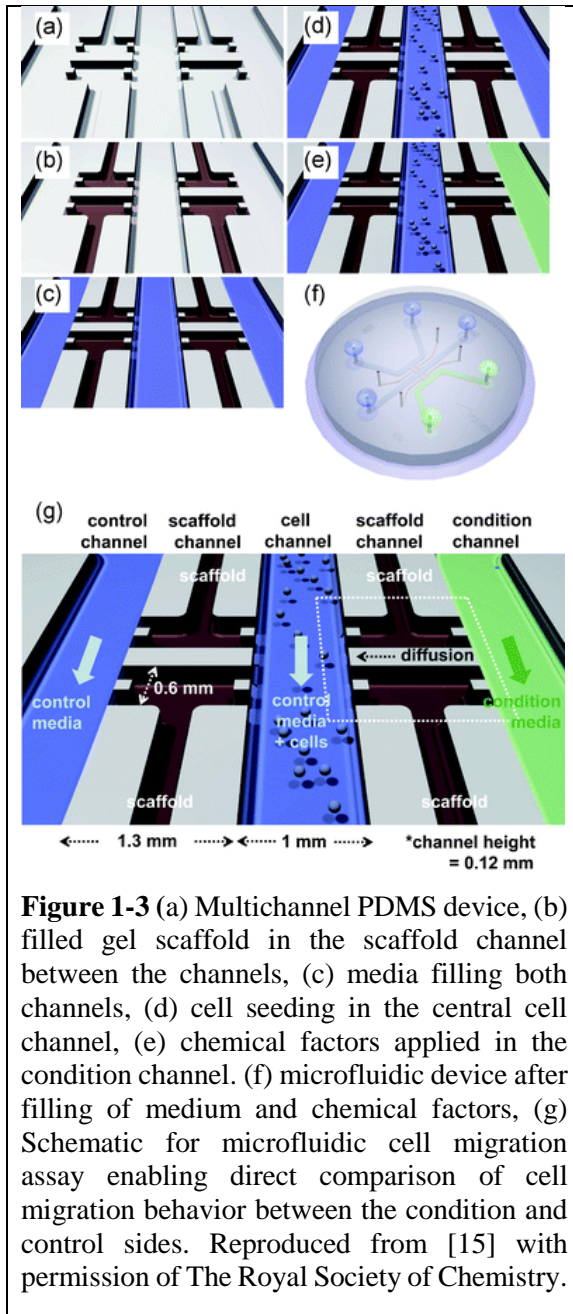 (a)
(d)
(b)
(e)
(c)
(f)
(g)
control channel
scaffold channel
cell channel
scaffold channel
condition channel
scaffold
scaffold
diffusion
0.6 mm
control media
control media + cells
condition media
scaffold
scaffold
1.3 mm
1 mm
*channel height = 0.12 mm
Figure 1-3 (a) Multichannel PDMS device, (b)
filled gel scaffold in the scaffold channel
between the channels, (c) media filling both
channels, (d) cell seeding in the central cell
channel, (e) chemical factors applied in the
condition channel. (f) microfluidic device after
filling of medium and chemical factors, (g)
Schematic for microfluidic cell migration
assay enabling direct comparison of cell
migration behavior between the condition and
control sides. Reproduced from [15] with
permission of The Royal Society of Chemistry.